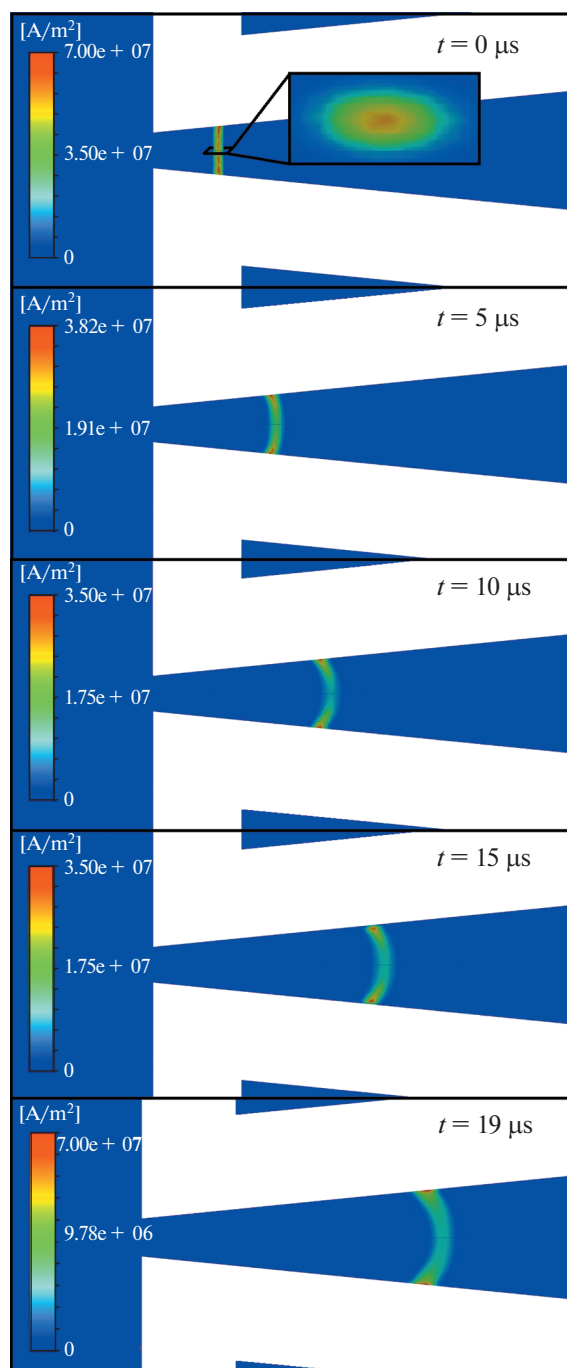 [A/m²]
7.00e + 07
t = 0 μs
3.50e + 07
0
[A/m²]
3.82e + 07
t = 5 μs
1.91e + 07
0
[A/m²]
3.50e + 07
t = 10 μs
1.75e + 07
0
[A/m²]
3.50e + 07
t = 15 μs
1.75e + 07
0
[A/m²]
7.00e + 07
t = 19 μs
9.78e + 06
0